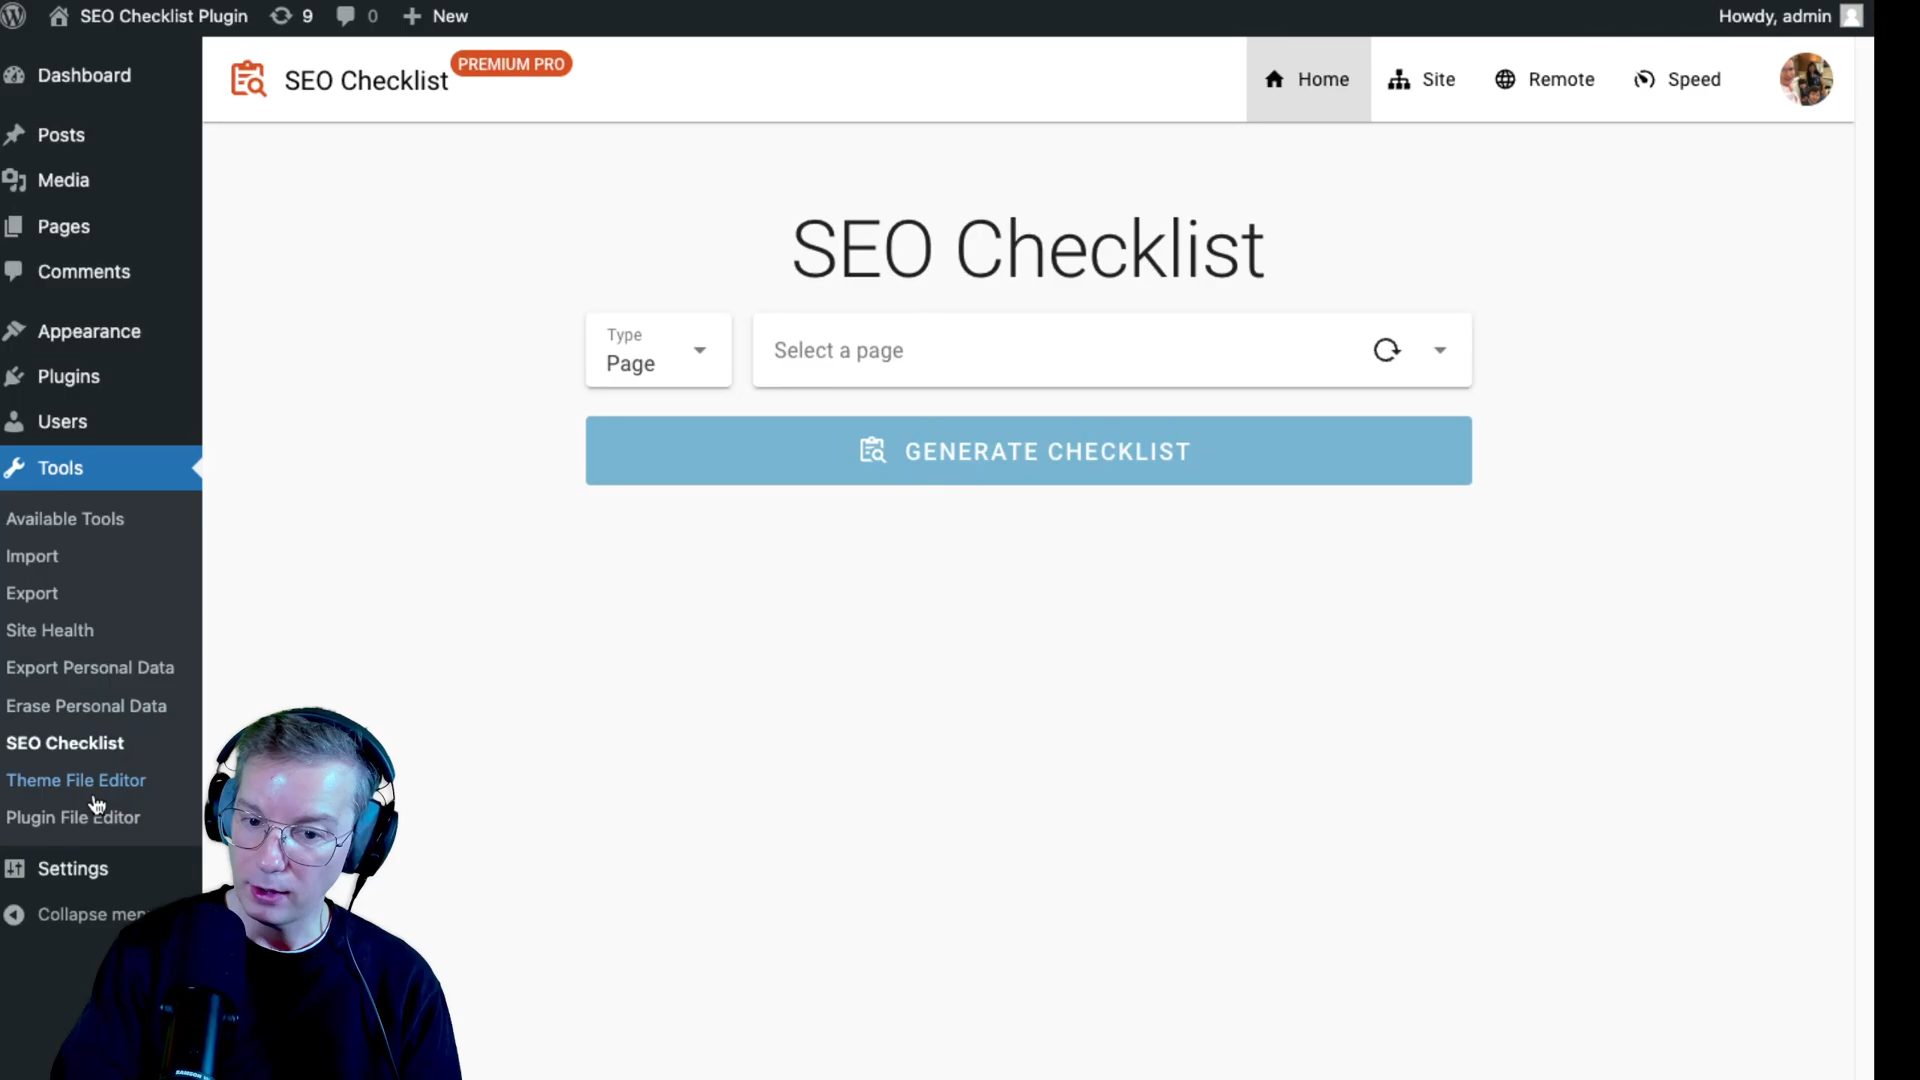 SEO Checklist Plugin 9 0 New Howdy, admin
Dashboard
Posts
Media
Pages
Comments
Appearance
Plugins
Users
Tools
Available Tools
Import
Export
Site Health
Export Personal Data
Erase Personal Data
SEO Checklist
Theme File Editor
Plugin File Editor
Settings
Collapse men
SEO Checklist PREMIUM PRO
Home Site Remote Speed
SEO Checklist
Type
Page
Select a page
GENERATE CHECKLIST